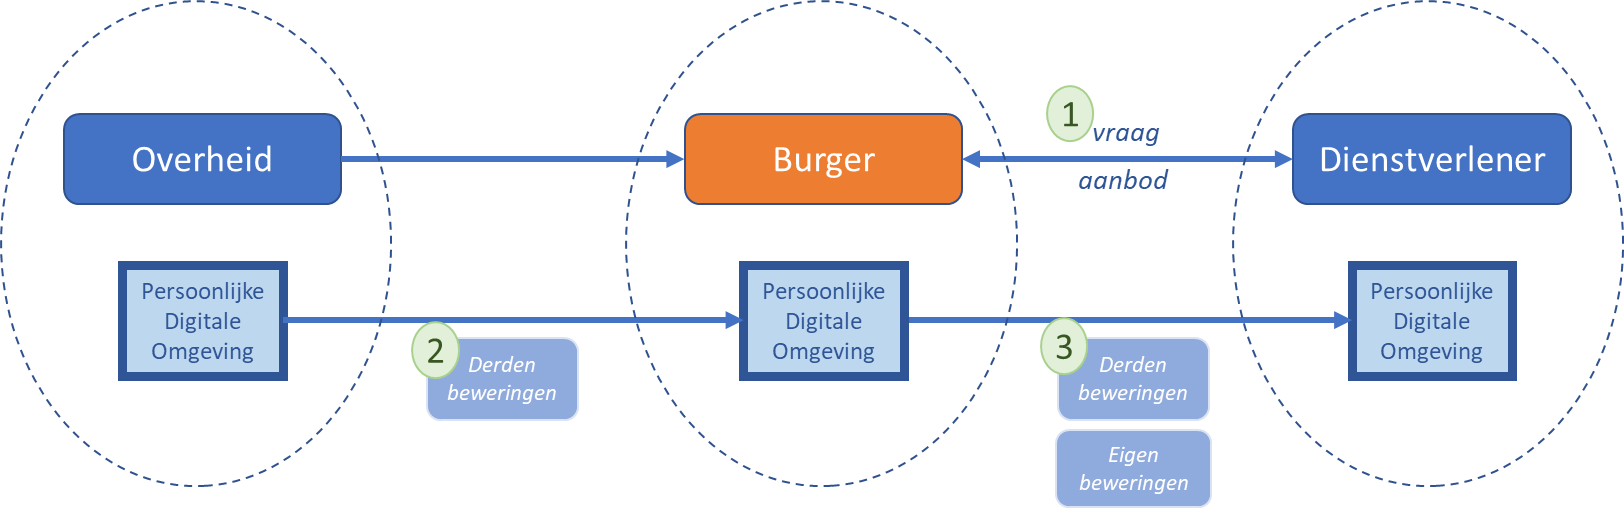 Overheid
Burger
1
vraag
aanbod
Dienstverlener
Persoonlijke
Digitale
Omgeving
2
Derden
beweringen
Persoonlijke
Digitale
Omgeving
3
Derden
beweringen
Eigen
beweringen
Persoonlijke
Digitale
Omgeving